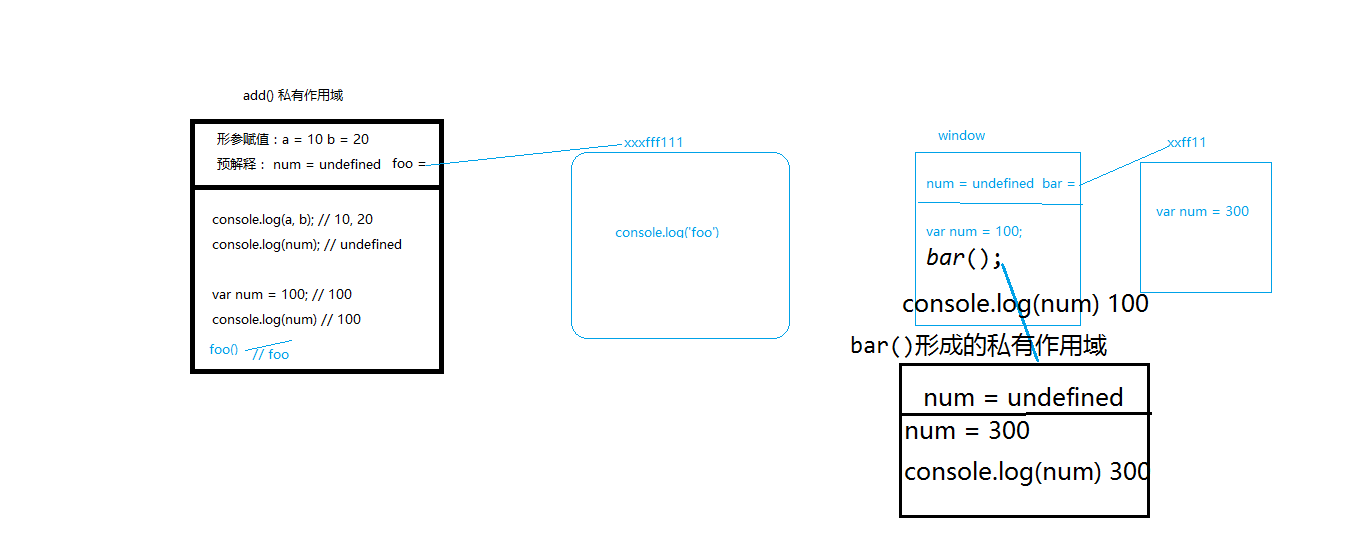 add() 私有作用域
形参赋值：a = 10 b = 20
预解释： num = undefined foo =
console.log(a, b); // 10, 20
console.log(num); // undefined
var num = 100; // 100
console.log(num) // 100
foo()
// foo
xxxfff111
console.log('foo')
window
num = undefined bar =
var num = 100;
bar();
console.log(num) 100
xxff11
var num = 300
bar()形成的私有作用域
num = undefined
num = 300
console.log(num) 300